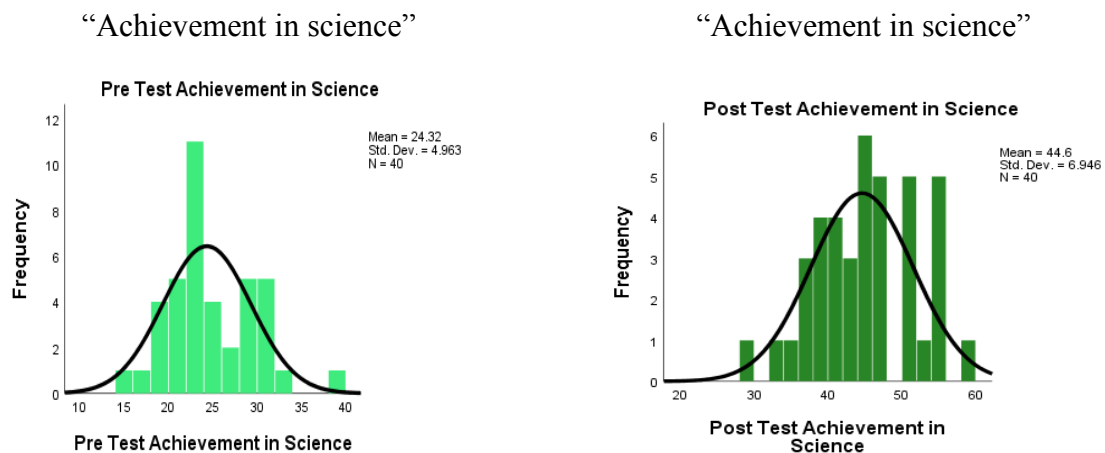 “Achievement in science”
Pre Test Achievement in Science
Mean = 24.32
Std. Dev. = 4.963
N = 40
Frequency
12
10
8
6
4
2
0
10 15 20 25 30 35 40
Pre Test Achievement in Science
“Achievement in science”
Post Test Achievement in Science
Mean = 44.6
Std. Dev. = 6.946
N = 40
Frequency
6
5
4
3
2
1
0
20 30 40 50 60
Post Test Achievement in
Science